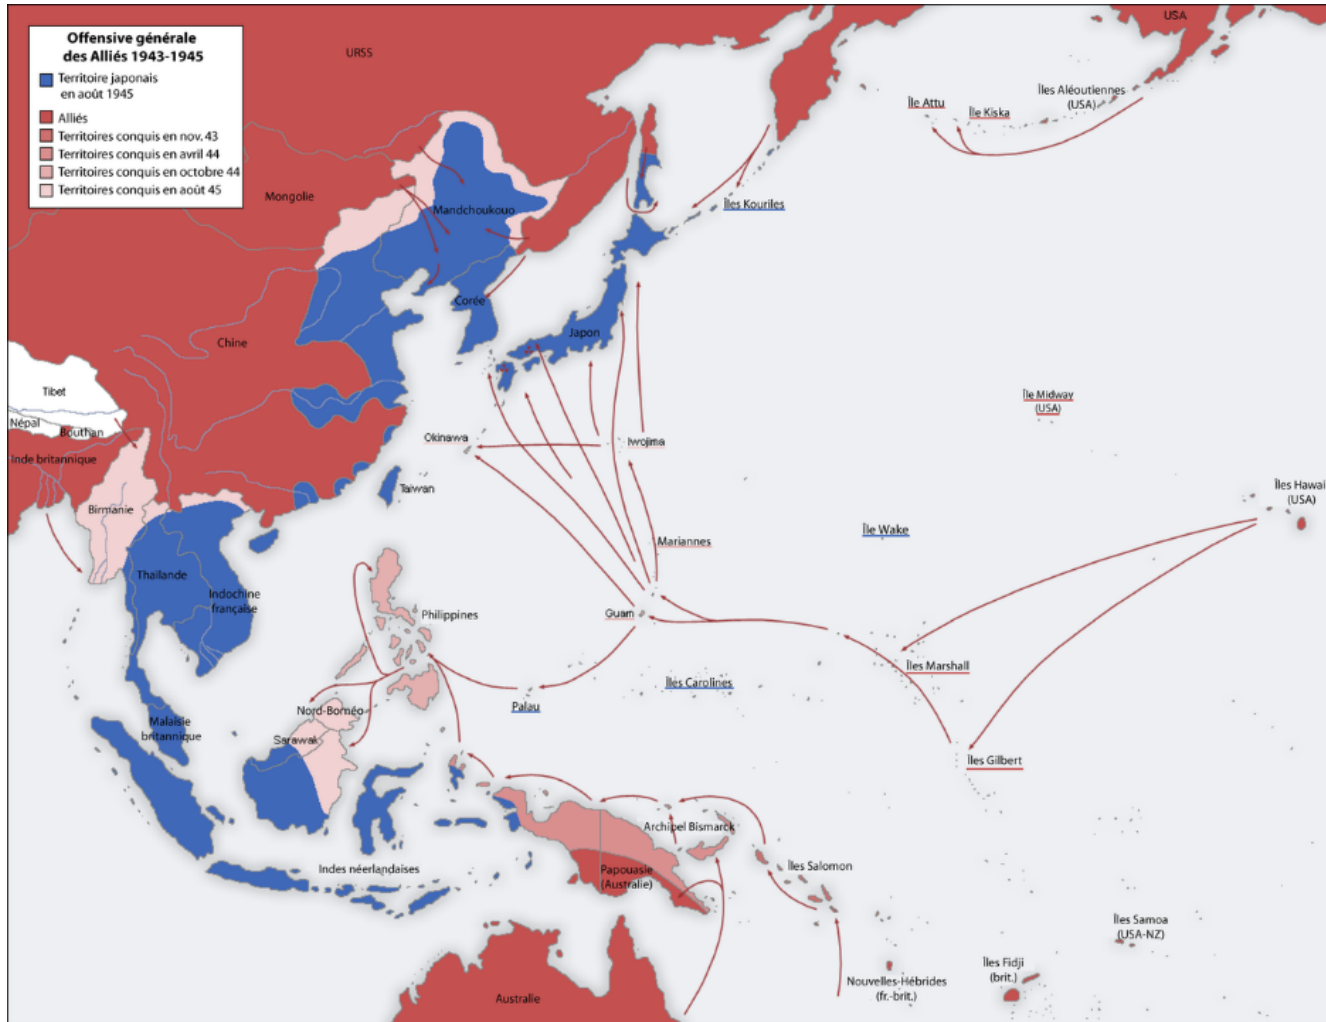 Offensive générale
des Alliés 1943-1945
Territoire japonais
en août 1945
Alliés
Territoires conquis en nov. 43
Territoires conquis en avril 44
Territoires conquis en octobre 44
Territoires conquis en août 45
URSS
USA
Îles Aléoutiennes
(USA)
Île Attu
Île Kiska
Mongolie
Mandchoukouo
Îles Kouriles
Corée
Japon
Chine
Tibet
Népal
Bouthan
Inde britannique
Île Midway
(USA)
Okinawa
Iwojima
Taiwan
Îles Hawai
(USA)
Birmanie
Île Wake
Mariannes
Thaïlande
Indochine
française
Philippines
Guam
Îles Marshall
Îles Carolines
Palau
Nord-Bornéo
Malaisie
britannique
Sarawak
Îles Gilbert
Archipel Bismarck
Indes néerlandaises
Papouasie
(Australie)
Îles Salomon
Îles Samoa
(USA-NZ)
Îles Fidji
(brit.)
Nouvelles-Hébrides
(fr.-brit.)
Australie